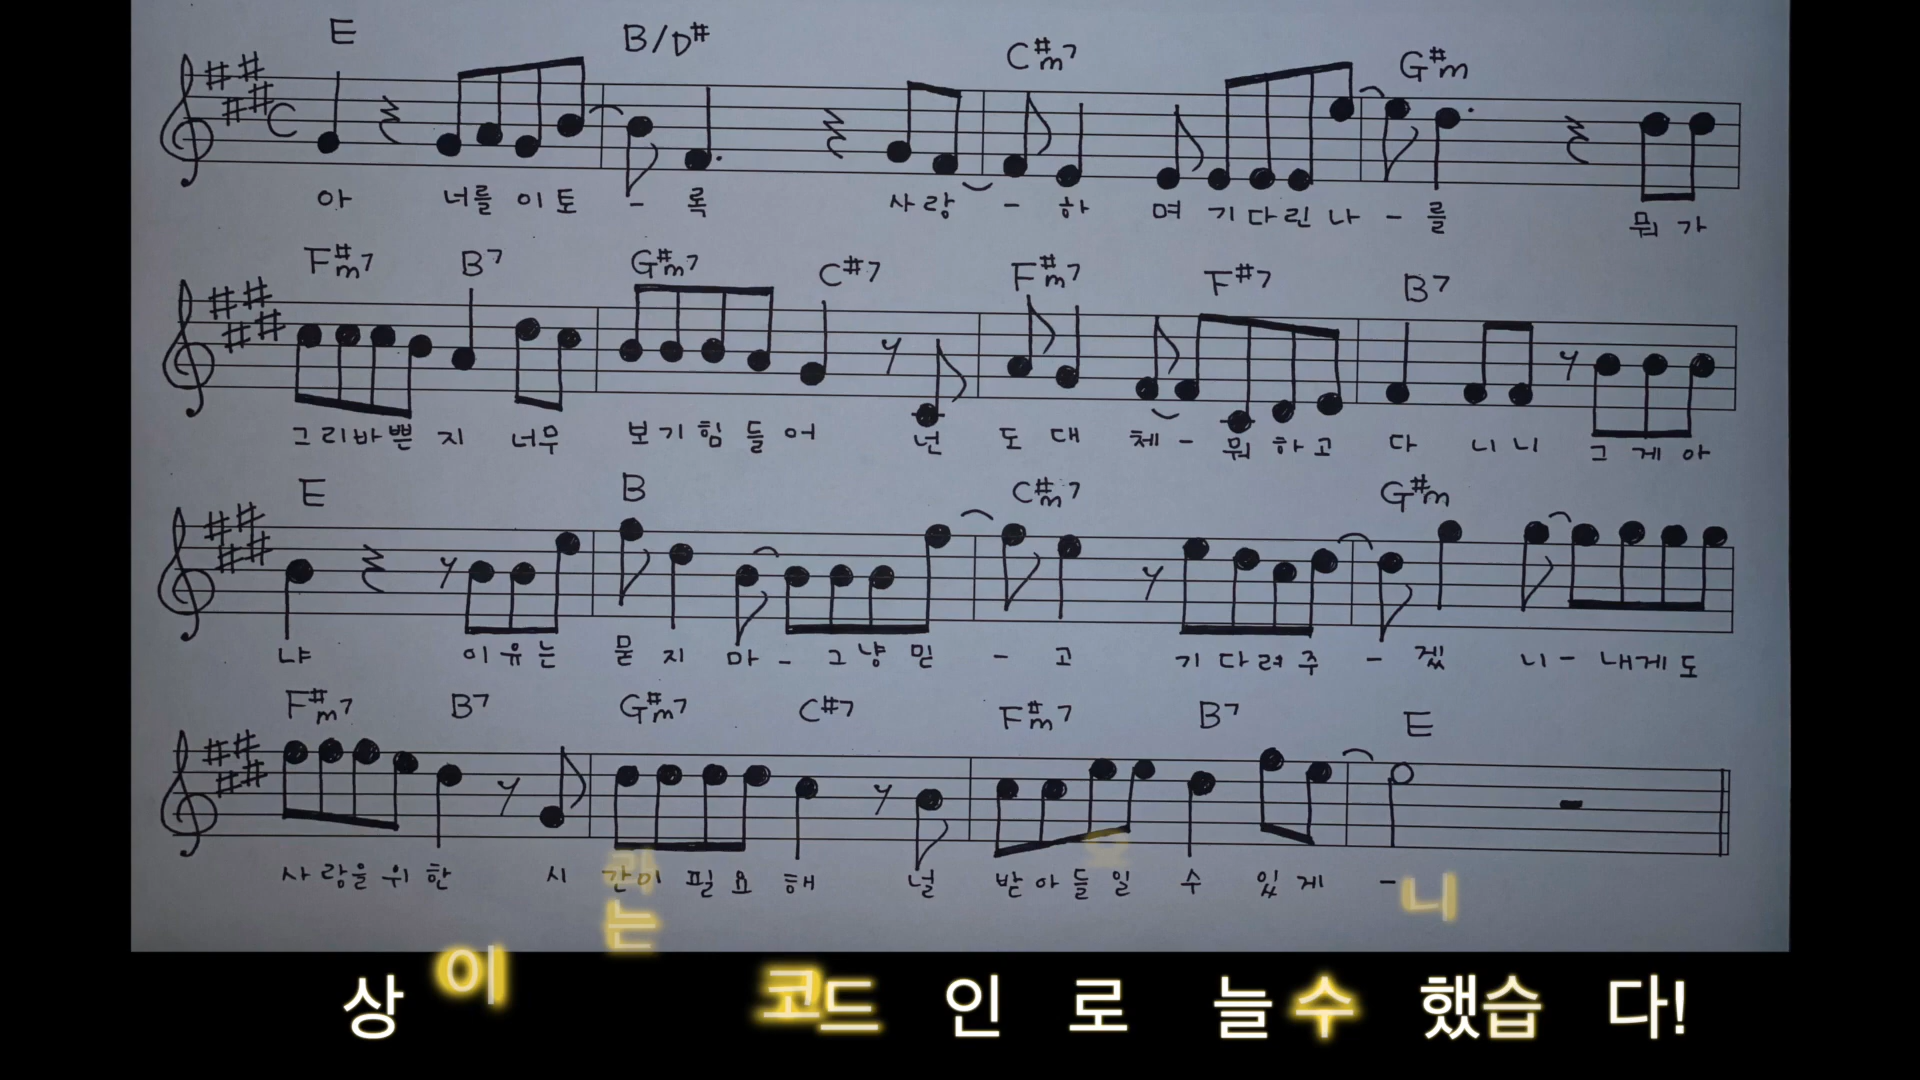 E B/D# C#m7 G#m
C
아 너를 이토 - 록 사랑 - 하 며 기다린 나 - 를 뭐 가
F#m7 B7 G#m7 C#7 F#m7 F#7 B7
그리바쁜 지 너무 보기힘 들 어 넌 도 대 체 - 뭐 하고 다 니니 그 게 아
E B C#m7 G#m
냐 이유는 묻 지 마 - 그냥 믿 - 고 기 다려 주 - 겠 니 - 내게 도
F#m7 B7 G#m7 C#7 F#m7 B7 E
사 랑을 위 한 시 간이 필 요 해 널 받아 들 일 수 있 게 -
는 니
상 이 코드 인 로 늘 수 했습 다!